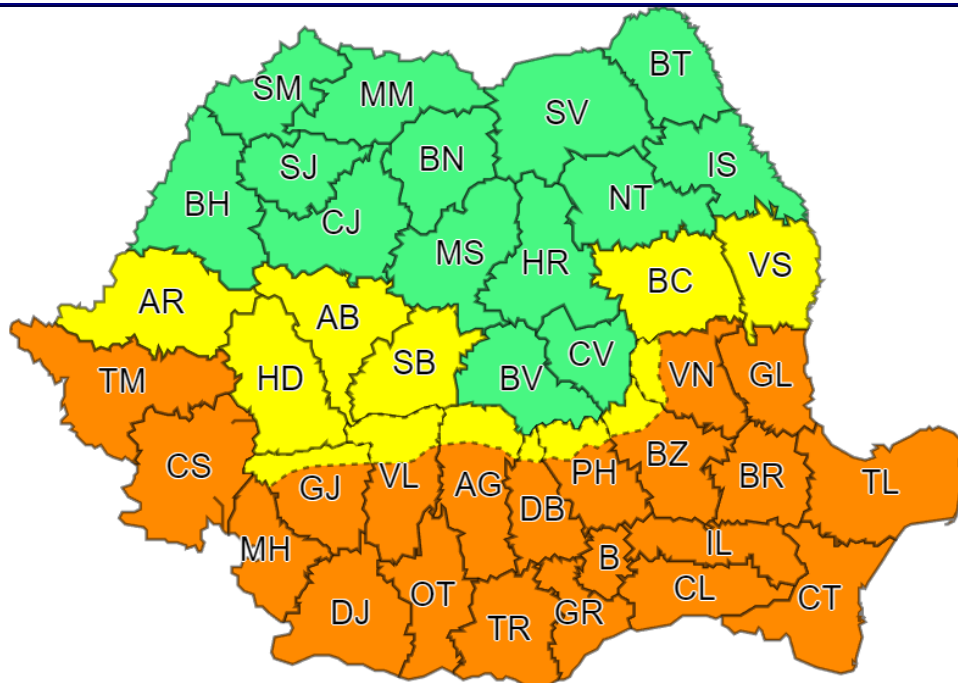 BT
SM
MM
SV
BN
IS
SJ
NT
BH
CJ
MS
HR
VS
BC
AR
AB
CV
SB
BV
VN
GL
TM
HD
BZ
CS
PH
BR
TL
VL
AG
GJ
DB
MH
B
IL
OT
CL
CT
DJ
GR
TR